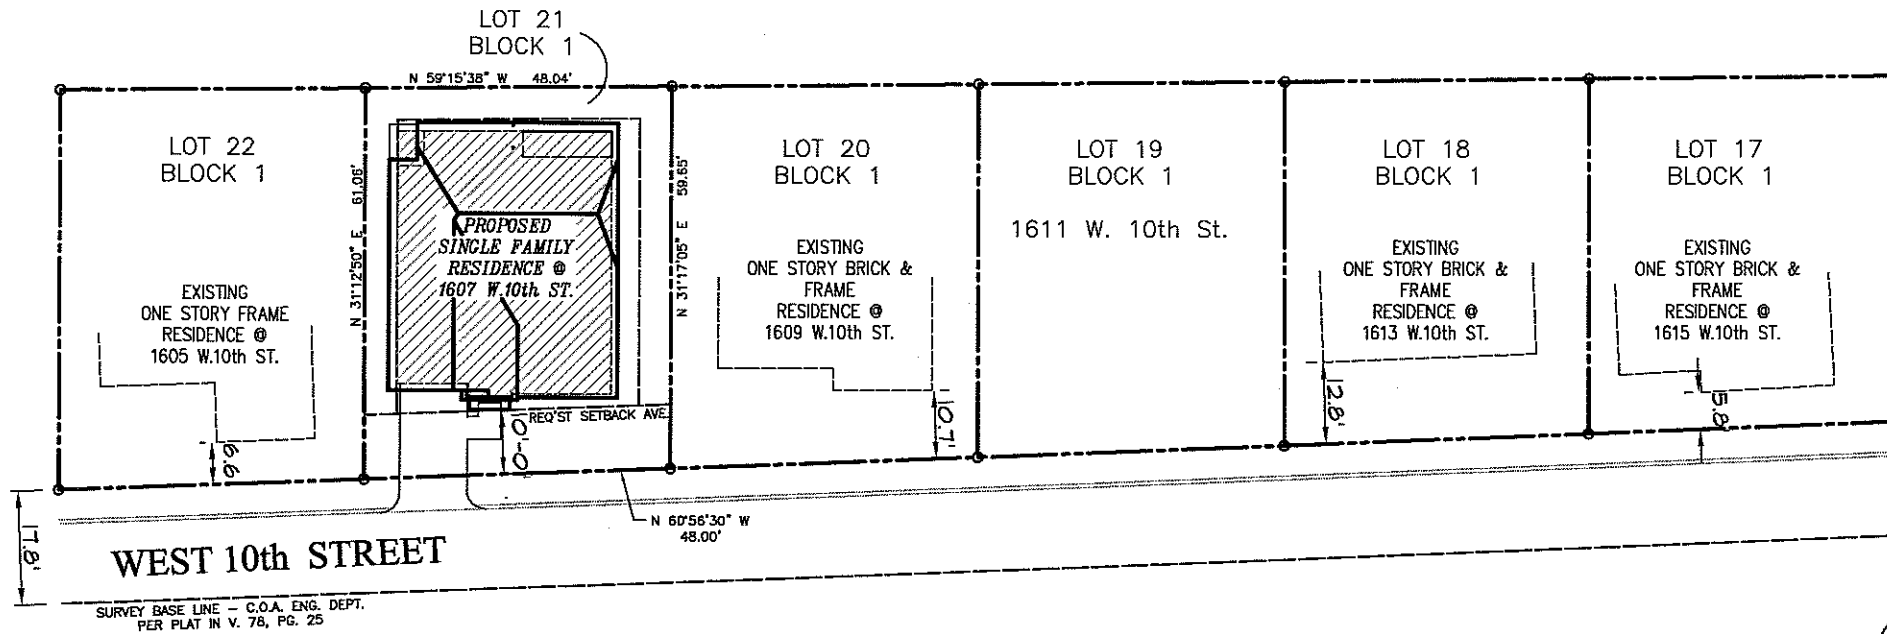 LOT 21
BLOCK 1
N 59°15'38" W 48.04'
LOT 22
BLOCK 1
EXISTING
ONE STORY FRAME
RESIDENCE @
1605 W.10th ST.
6.6
N 31°12'50" E 61.06'
PROPOSED
SINGLE FAMILY
RESIDENCE @
1607 W.10th ST.
N 31°17'05" E 59.65'
REQ'ST SETBACK AVE.
10'-0
LOT 20
BLOCK 1
EXISTING
ONE STORY BRICK &
FRAME
RESIDENCE @
1609 W.10th ST.
10.7'
LOT 19
BLOCK 1
1611 W. 10th St.
LOT 18
BLOCK 1
EXISTING
ONE STORY BRICK &
FRAME
RESIDENCE @
1613 W.10th ST.
12.8'
LOT 17
BLOCK 1
EXISTING
ONE STORY BRICK &
FRAME
RESIDENCE @
1615 W.10th ST.
5.8
N 60°56'30" W
48.00'
17.8'
WEST 10th STREET
SURVEY BASE LINE – C.O.A. ENG. DEPT.
PER PLAT IN V. 78, PG. 25